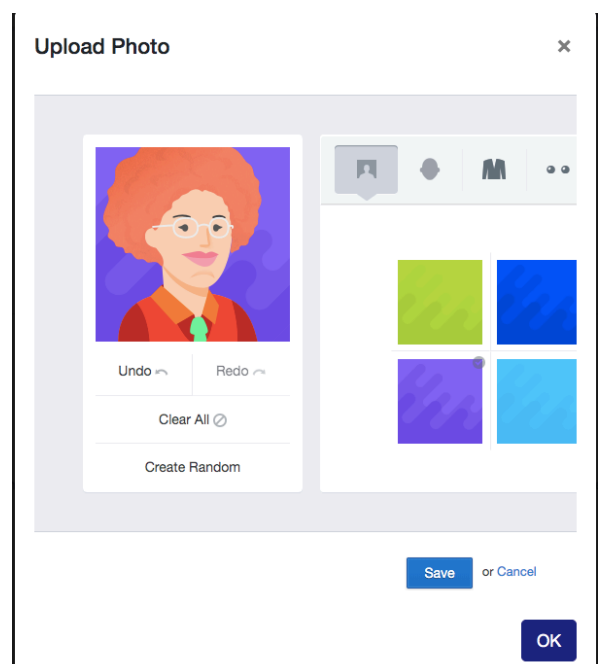 Upload Photo ×
Undo Redo
Clear All
Create Random
Save or Cancel
OK